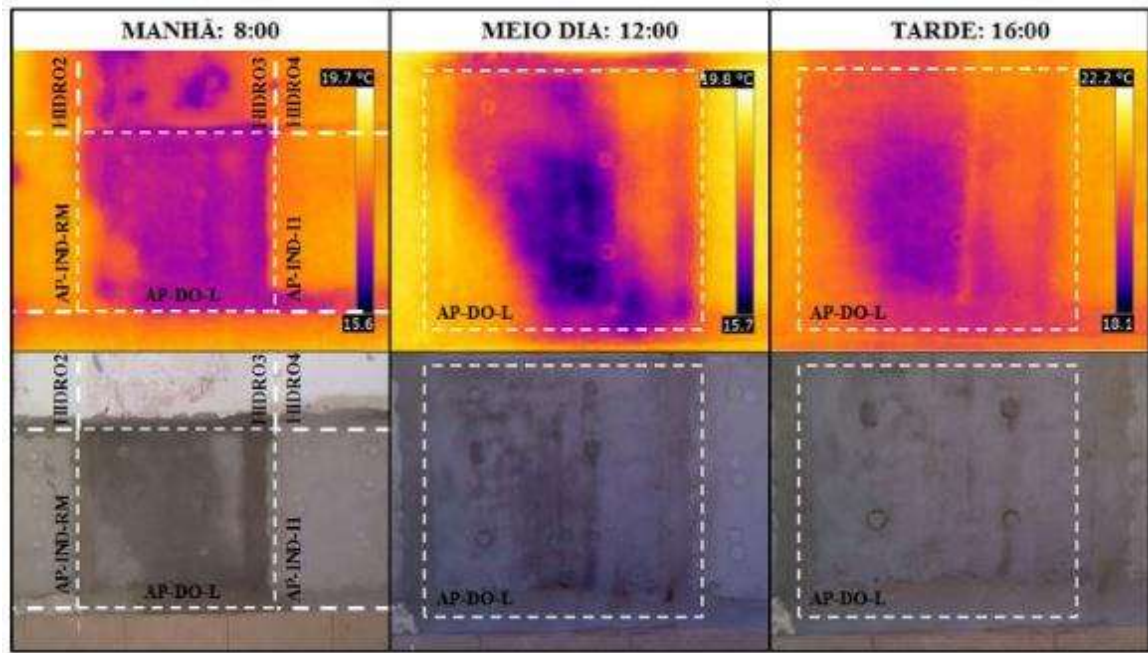 MANHÃ: 8:00
MEIO DIA: 12:00
TARDE: 16:00
HIDRO2
HIDRO3
HIDRO4
19.7 °C
AP-IND-RM
AP-DO-L
AP-IND-I1
15.6
19.8 °C
AP-DO-L
15.7
22.2 °C
AP-DO-L
18.1
HIDRO2
HIDRO3
HIDRO4
AP-IND-RM
AP-DO-L
AP-IND-I1
AP-DO-L
AP-DO-L